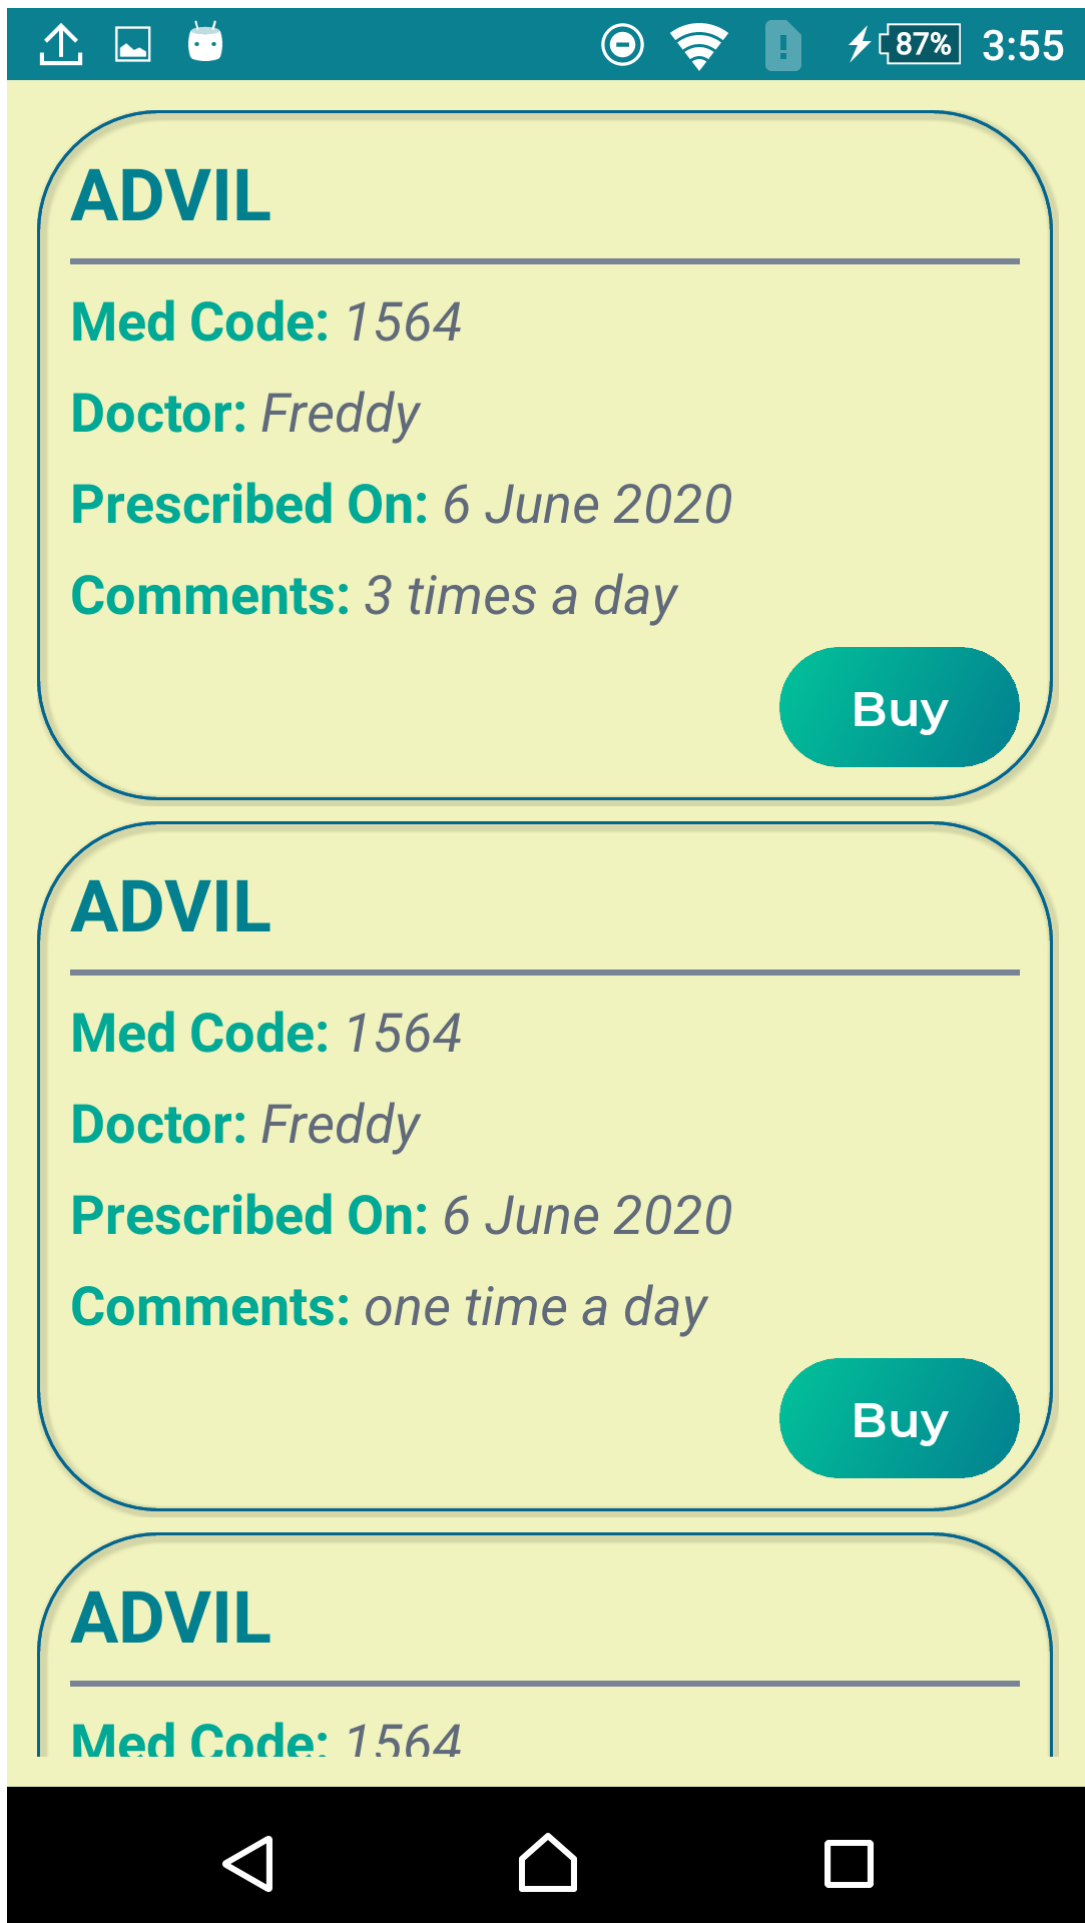 87% 3:55
ADVIL
Med Code: 1564
Doctor: Freddy
Prescribed On: 6 June 2020
Comments: 3 times a day
Buy
ADVIL
Med Code: 1564
Doctor: Freddy
Prescribed On: 6 June 2020
Comments: one time a day
Buy
ADVIL
Med Code: 1564